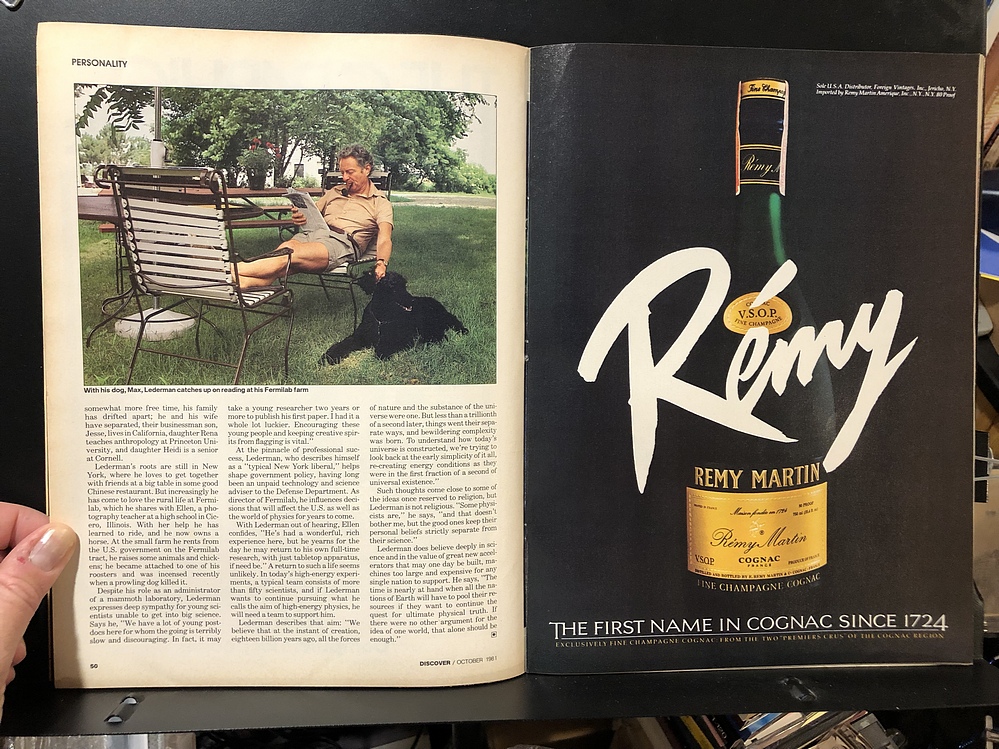 PERSONALITY
With his dog, Max, Lederman catches up on reading at his Fermilab farm
somewhat more free time, his family
has drifted apart; he and his wife
have separated, their businessman son,
Jesse, lives in California, daughter Rena
teaches anthropology at Princeton Uni-
versity, and daughter Heidi is a senior
at Cornell.
Lederman's roots are still in New
York, where he loves to get together
with friends at a big table in some good
Chinese restaurant. But increasingly he
has come to love the rural life at Fermi-
lab, which he shares with Ellen, a pho-
tography teacher at a high school in Cic-
ero, Illinois. With her help he has
learned to ride, and he now owns a
horse. At the small farm he rents from
the U.S. government on the Fermilab
tract, he raises some animals and chick-
ens; he became attached to one of his
roosters and was incensed recently
when a prowling dog killed it.
Despite his role as an administrator
of a mammoth laboratory, Lederman
expresses deep sympathy for young sci-
entists unable to get into big science.
Says he, "We have a lot of young post-
docs here for whom the going is terribly
slow and discouraging. In fact, it may
take a young researcher two years or
more to publish his first paper. I had it a
whole lot luckier. Encouraging these
young people and keeping creative spir-
its from flagging is vital."
At the pinnacle of professional suc-
cess, Lederman, who describes himself
as a "typical New York liberal," helps
shape government policy, having long
been an unpaid technology and science
adviser to the Defense Department. As
director of Fermilab, he influences deci-
sions that will affect the U.S. as well as
the world of physics for years to come.
With Lederman out of hearing, Ellen
confides, "He's had a wonderful, rich
experience here, but he yearns for the
day he may return to his own full-time
research, with just tabletop apparatus,
if need be." A return to such a life seems
unlikely. In today's high-energy experi-
ments, a typical team consists of more
than fifty scientists, and if Lederman
wants to continue pursuing what he
calls the aim of high-energy physics, he
will need a team to support him.
Lederman describes that aim: "We
believe that at the instant of creation,
eighteen billion years ago, all the forces
of nature and the substance of the uni-
verse were one. But less than a trillionth
of a second later, things went their sepa-
rate ways, and bewildering complexity
was born. To understand how today's
universe is constructed, we're trying to
look back at the early simplicity of it all,
re-creating energy conditions as they
were in the first fraction of a second of
universal existence."
Such thoughts come close to some of
the ideas once reserved to religion, but
Lederman is not religious. "Some physi-
cists are," he says, "and that doesn't
bother me, but the good ones keep their
personal beliefs strictly separate from
their science."
Lederman does believe deeply in sci-
ence and in the value of great new accel-
erators that may one day be built, ma-
chines too large and expensive for any
single nation to support. He says, "The
time is nearly at hand when all the na-
tions of Earth will have to pool their re-
sources if they want to continue the
quest for ultimate physical truth. If
there were no other argument for the
idea of one world, that alone should be
enough."
50
DISCOVER / OCTOBER 1981
Sole U.S.A. Distributor, Foreign Vintages, Inc., Jericho, N.Y.
Imported by Remy Martin Amerique, Inc., N.Y., N.Y. 80 Proof
Fine Champa
Rémy M
COGNAC
V.S.O.P.
FINE CHAMPAGNE
Rémy
REMY MARTIN
Maison fondée en 1724
Rémy Martin
V.S.O.P.
COGNAC
FRANCE
FINE CHAMPAGNE COGNAC
THE FIRST NAME IN COGNAC SINCE 1724
EXCLUSIVELY FINE CHAMPAGNE COGNAC: FROM THE TWO "PREMIERS CRUS" OF THE COGNAC REGION